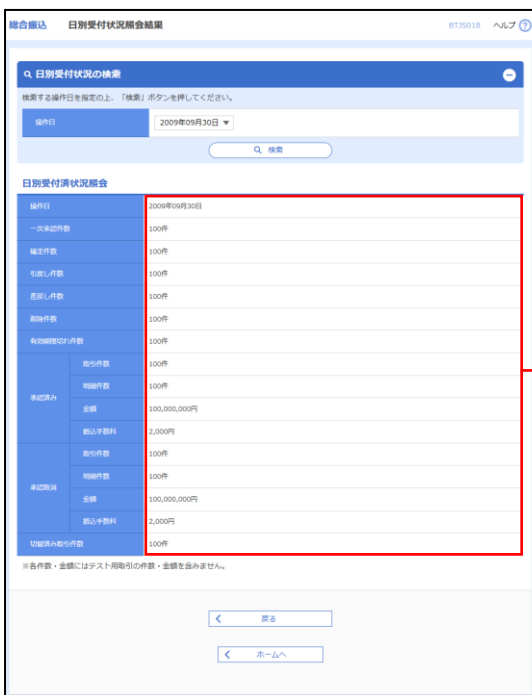 総合振込 日別受付状況照会結果 BTJS018 ヘルプ ?
日別受付状況の検索
検索する操作日を指定の上、「検索」ボタンを押してください。
操作日 2009年09月30日 ▼
検索
日別受付済状況照会
操作日 2009年09月30日
一次承認件数 100件
確定件数 100件
引戻し件数 100件
差戻し件数 100件
削除件数 100件
有効期限切れ件数 100件
承認済み
取引件数 100件
明細件数 100件
金額 100,000,000円
振込手数料 2,000円
承認取消
取引件数 100件
明細件数 100件
金額 100,000,000円
振込手数料 2,000円
切替済み取引件数 100件
※各件数・金額にはテスト用取引の件数・金額を含みません。
戻る
ホームへ